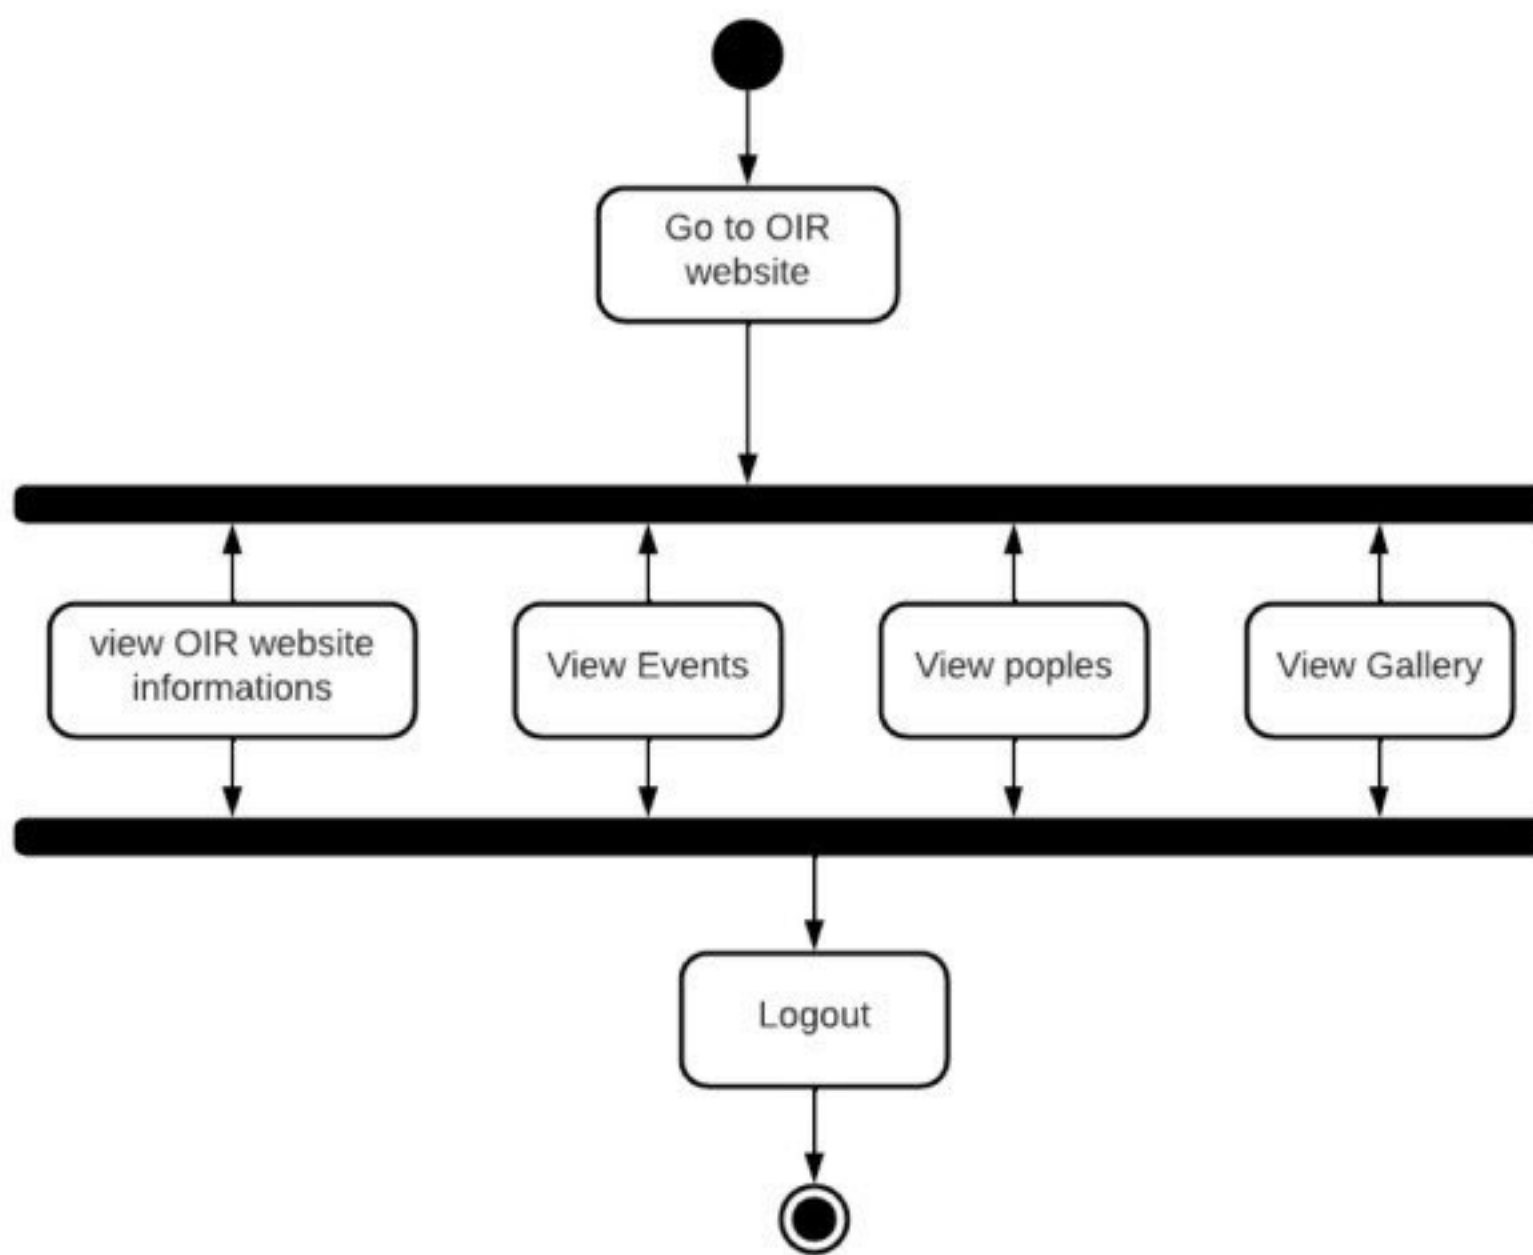 Go to OIR
website
view OIR website
informations
View Events
View poples
View Gallery
Logout